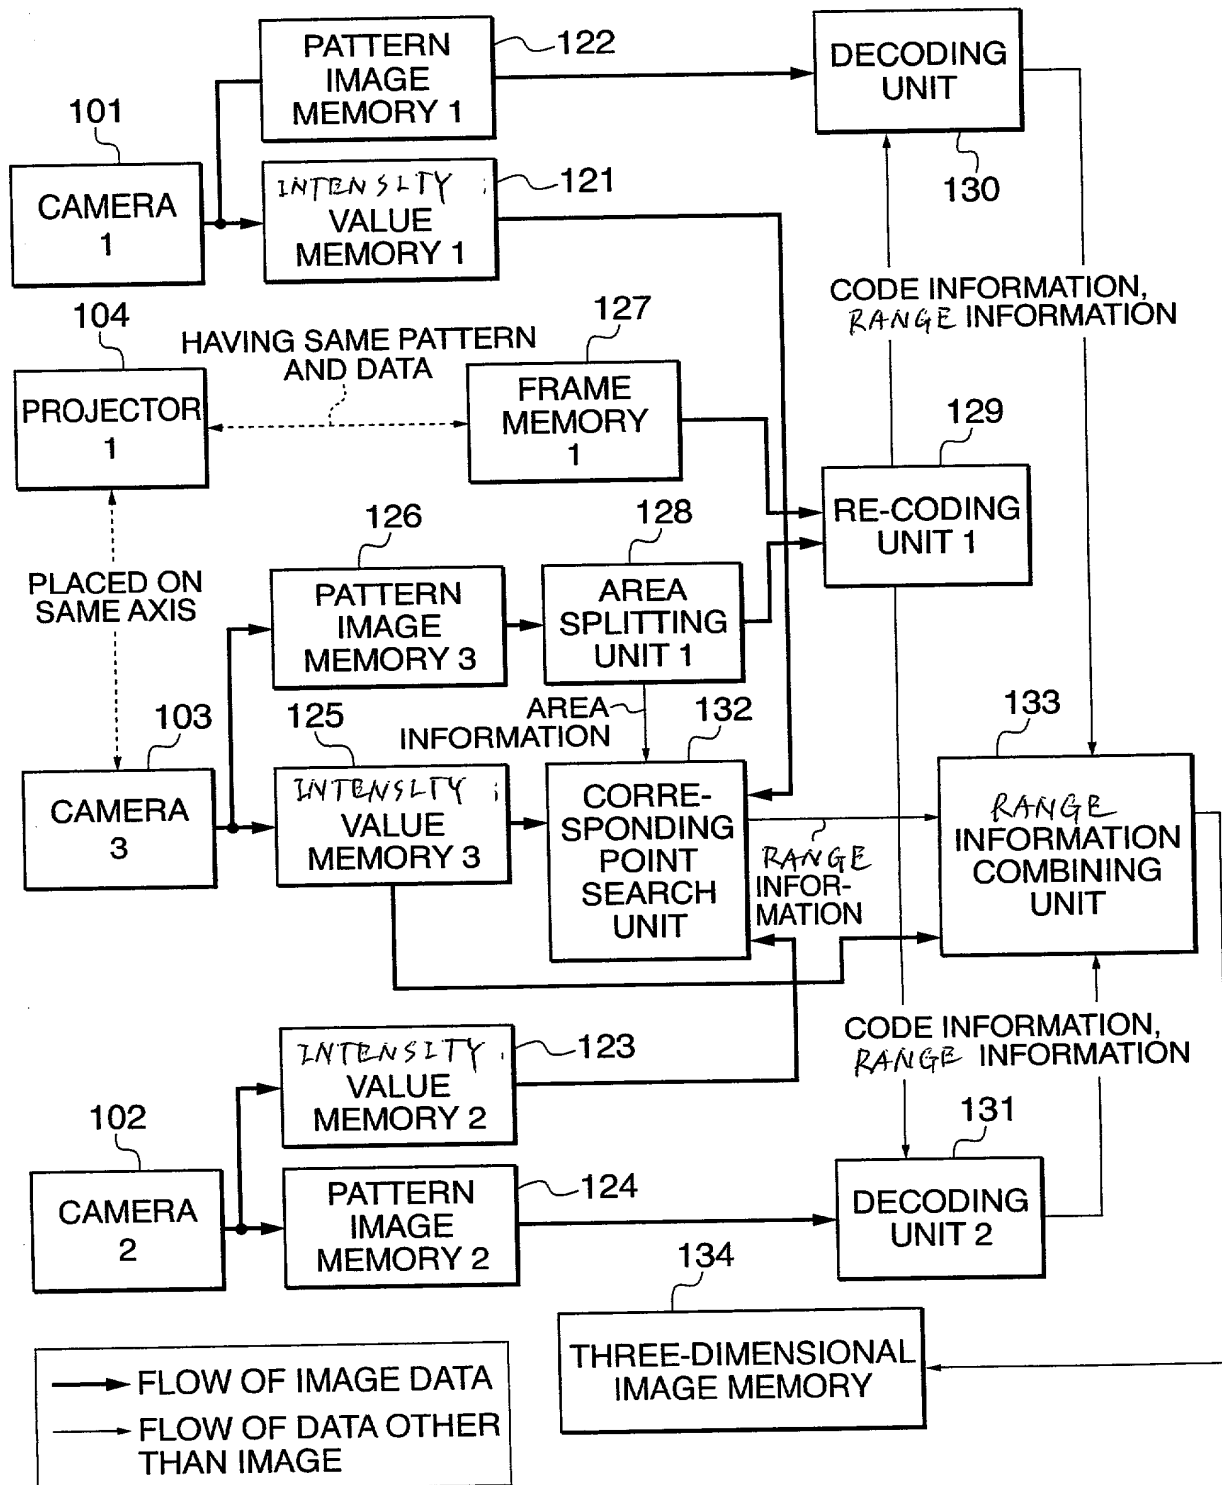 PATTERN
IMAGE
MEMORY 1
122
DECODING
UNIT
130
101
CAMERA
1
INTENSITY
VALUE
MEMORY 1
121
CODE INFORMATION,
RANGE INFORMATION
104
PROJECTOR
1
HAVING SAME PATTERN
AND DATA
127
FRAME
MEMORY
1
129
RE-CODING
UNIT 1
PLACED ON
SAME AXIS
126
PATTERN
IMAGE
MEMORY 3
128
AREA
SPLITTING
UNIT 1
AREA
INFORMATION
103
CAMERA
3
125
INTENSITY
VALUE
MEMORY 3
132
CORRE-
SPONDING
POINT
SEARCH
UNIT
RANGE
INFOR-
MATION
133
RANGE
INFORMATION
COMBINING
UNIT
INTENSITY
VALUE
MEMORY 2
123
CODE INFORMATION,
RANGE INFORMATION
102
CAMERA
2
PATTERN
IMAGE
MEMORY 2
124
131
DECODING
UNIT 2
134
THREE-DIMENSIONAL
IMAGE MEMORY
FLOW OF IMAGE DATA
FLOW OF DATA OTHER
THAN IMAGE